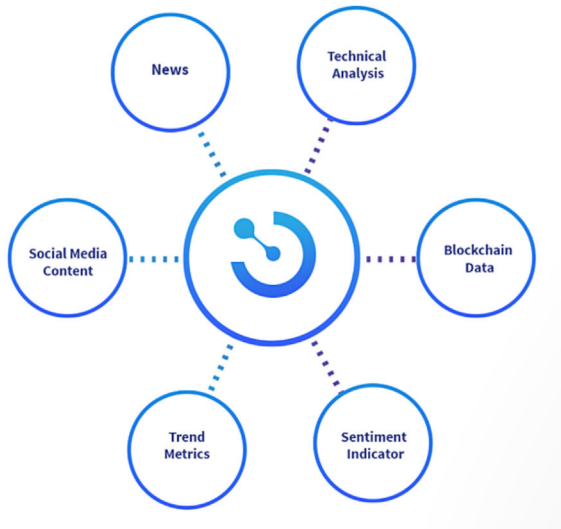 News
Technical
Analysis
Social Media
Content
Blockchain
Data
Trend
Metrics
Sentiment
Indicator